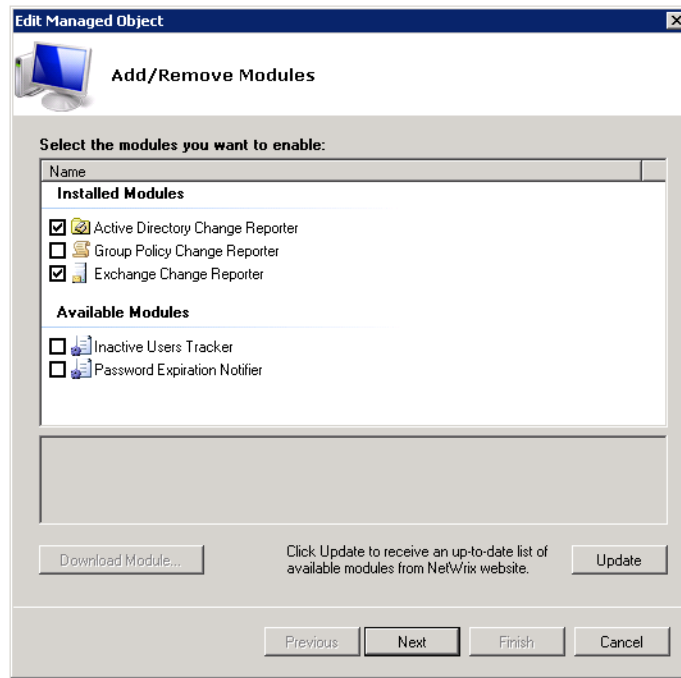 Edit Managed Object
Add/Remove Modules
Select the modules you want to enable:
Name
Installed Modules
Active Directory Change Reporter
Group Policy Change Reporter
Exchange Change Reporter
Available Modules
Inactive Users Tracker
Password Expiration Notifier
Download Module...
Click Update to receive an up-to-date list of
available modules from NetWrix website.
Update
Previous
Next
Finish
Cancel